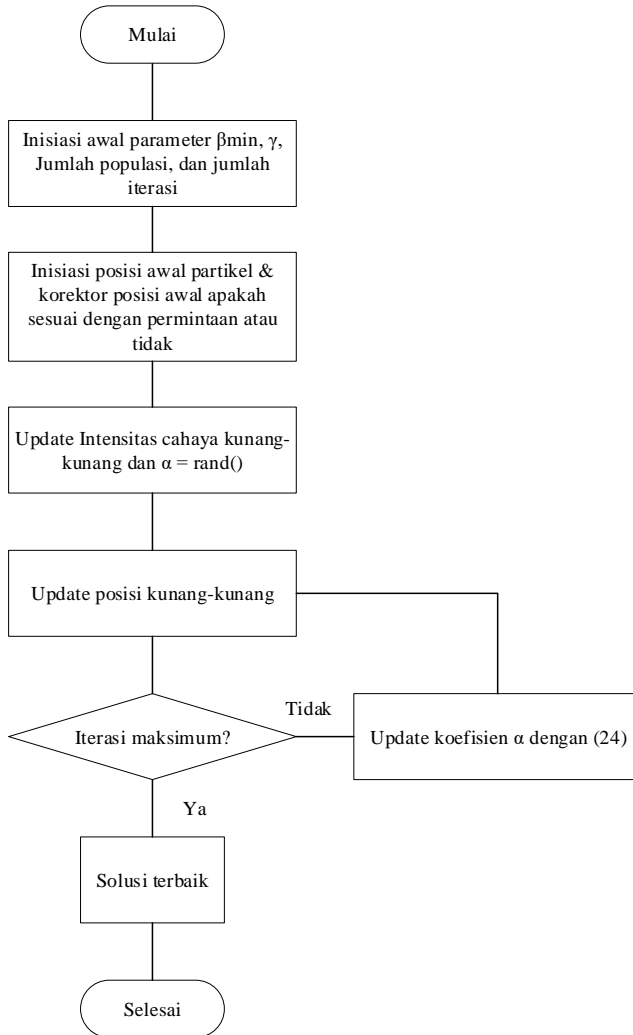 Mulai
Inisiasi awal parameter βmin, γ,
Jumlah populasi, dan jumlah
iterasi
Inisiasi posisi awal partikel &
korektor posisi awal apakah
sesuai dengan permintaan atau
tidak
Update Intensitas cahaya kunang-
kunang dan α = rand()
Update posisi kunang-kunang
Iterasi maksimum?
Tidak
Update koefisien α dengan (24)
Ya
Solusi terbaik
Selesai